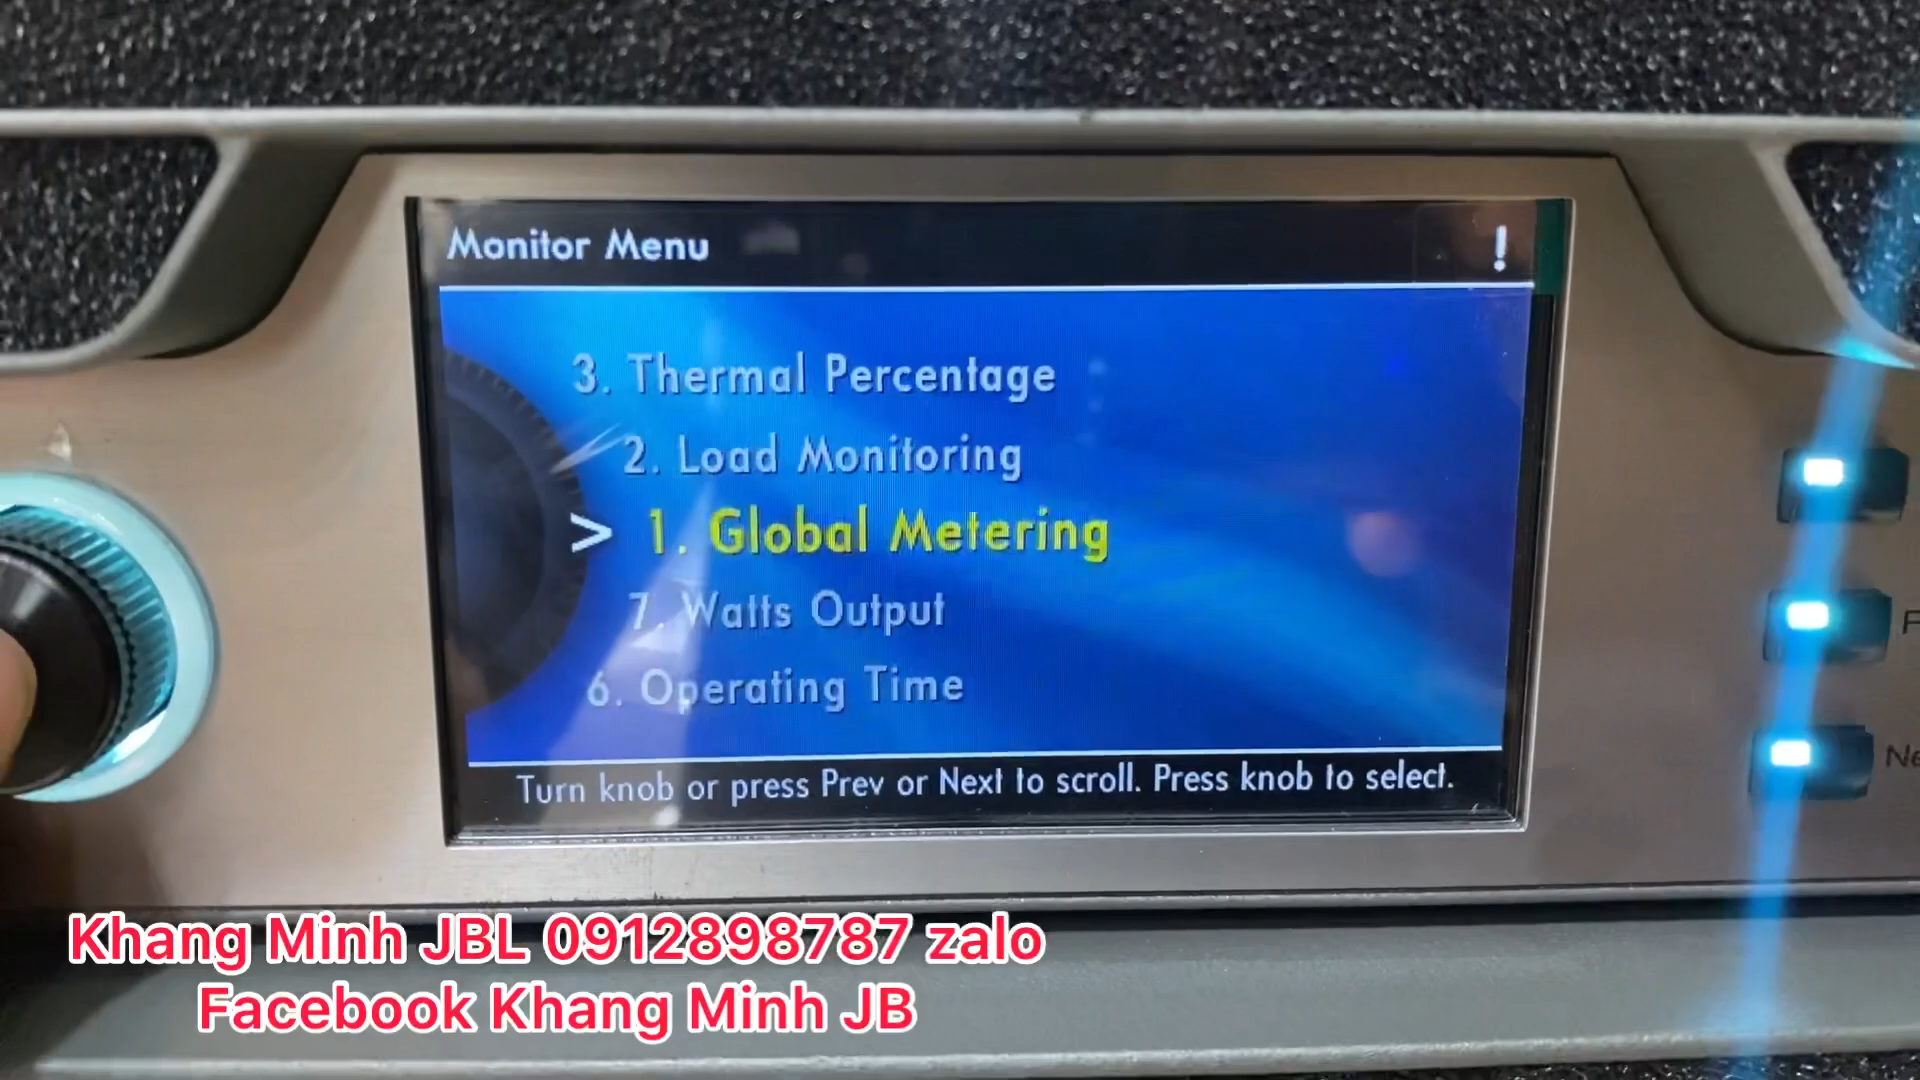 Monitor Menu !
3. Thermal Percentage
2. Load Monitoring
> 1. Global Metering
7. Watts Output
6. Operating Time
Turn knob or press Prev or Next to scroll. Press knob to select.
Khang Minh JBL 0912898787 zalo
Facebook Khang Minh JB